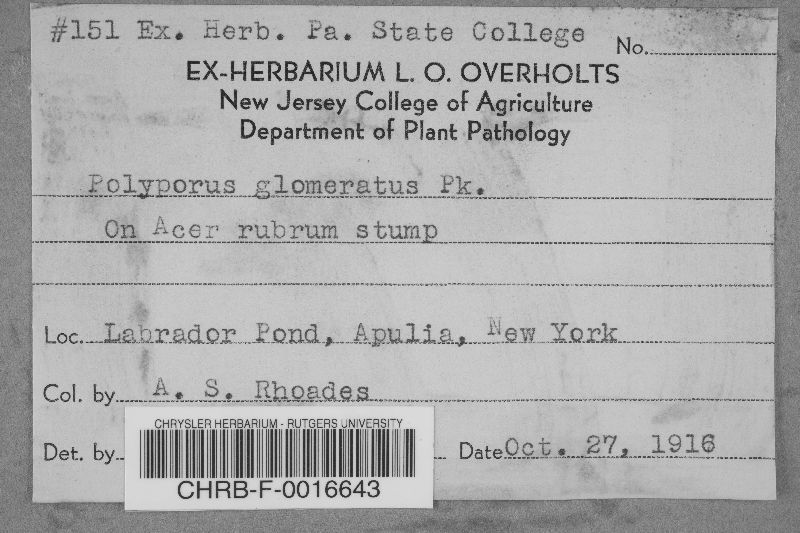 #151 Ex. Herb. Pa. State College No.
EX-HERBARIUM L. O. OVERHOLTS
New Jersey College of Agriculture
Department of Plant Pathology
Polyporus glomeratus Pk.
On Acer rubrum stump
Loc. Labrador Pond, Apulia, New York
Col. by A. S. Rhoades
CHRYSLER HERBARIUM - RUTGERS UNIVERSITY
Det. by Date Oct. 27, 1916
CHRB-F-0016643